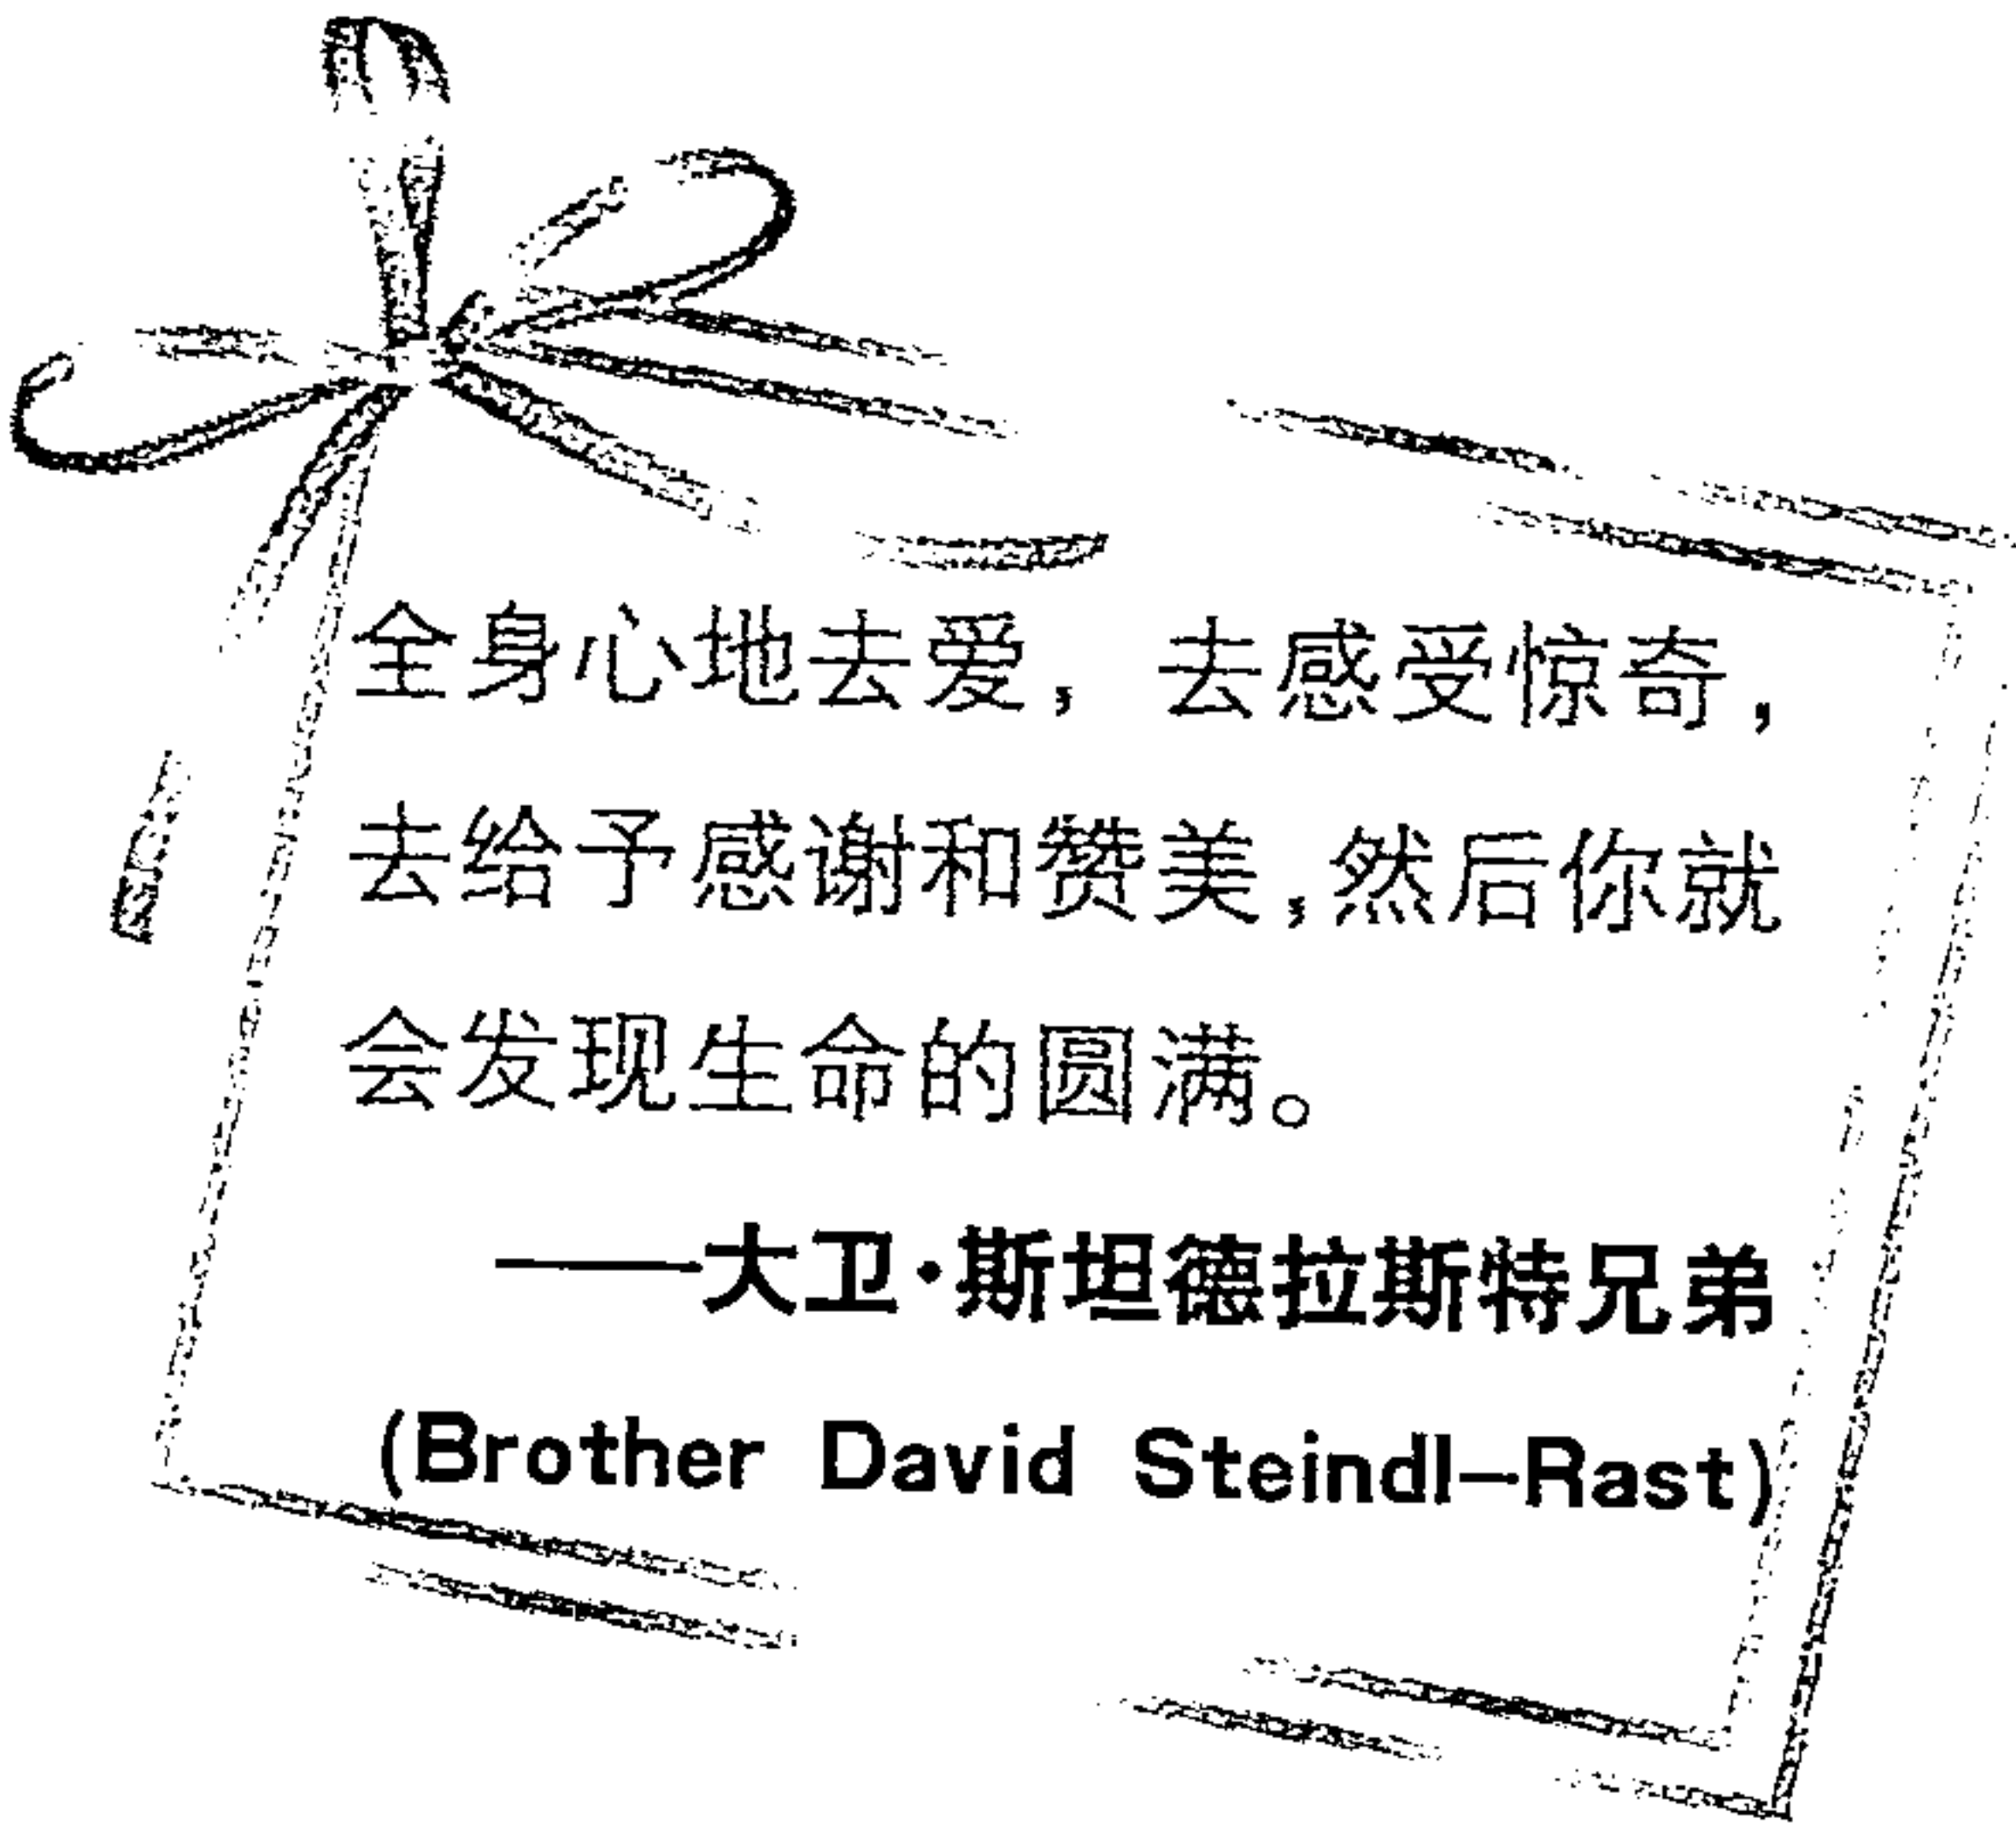 全身心地去爱，去感受惊奇，
去给予感谢和赞美，然后你就
会发现生命的圆满。
——大卫·斯坦德拉斯特兄弟
(Brother David Steindl–Rast)